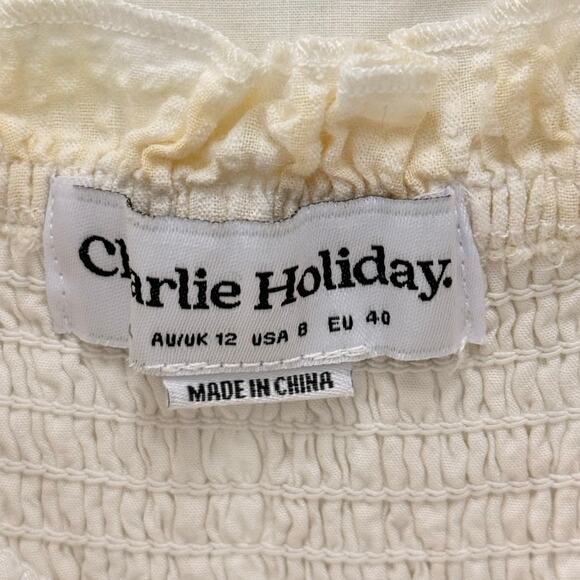 Charlie Holiday.
AU/UK 12 USA 8 EU 40
MADE IN CHINA